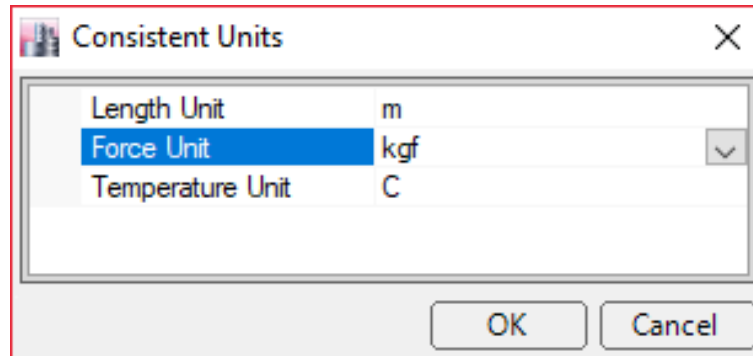 Consistent Units
Length Unit m
Force Unit kgf
Temperature Unit C
OK Cancel